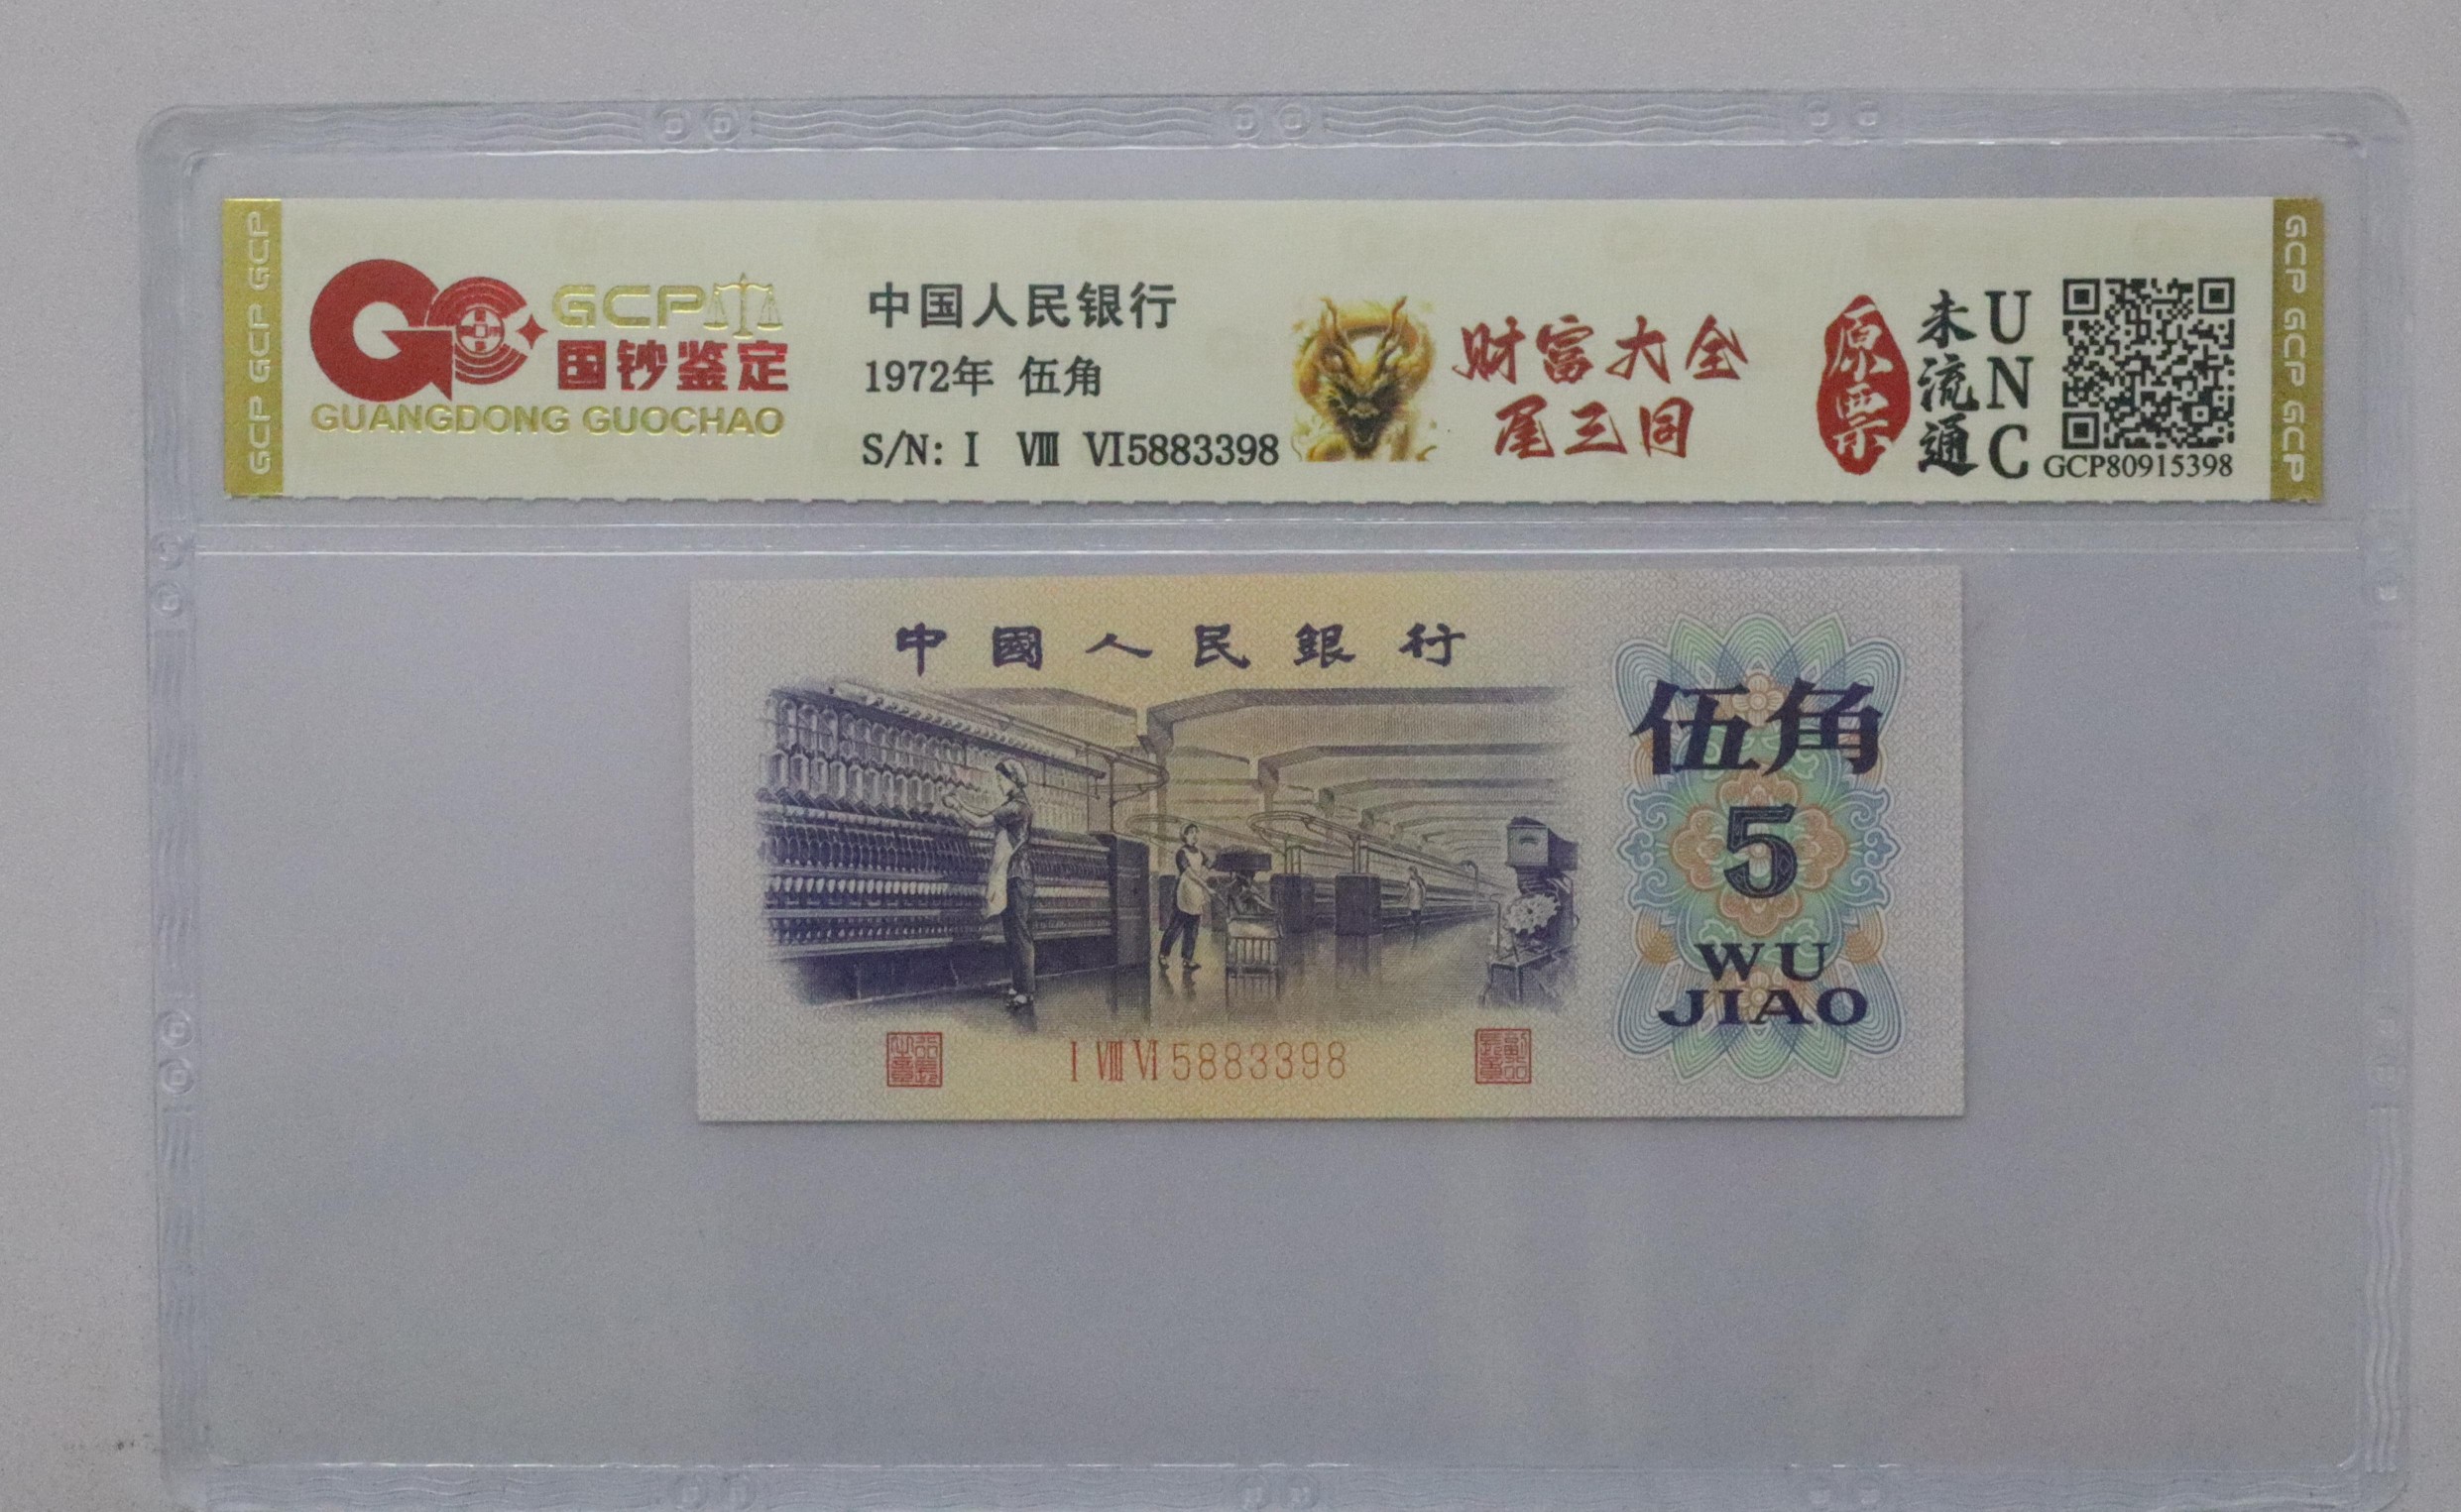 GCP GCP GCP
GCP
国钞鉴定
GUANGDONG GUOCHAO
中国人民银行
1972年 伍角
S/N: I VIII VI5883398
财富大全
尾三同
原票
未流通
UNC
GCP80915398
GCP GCP GCP
中國人民銀行
伍角
5
WU
JIAO
I VIII VI 5883398